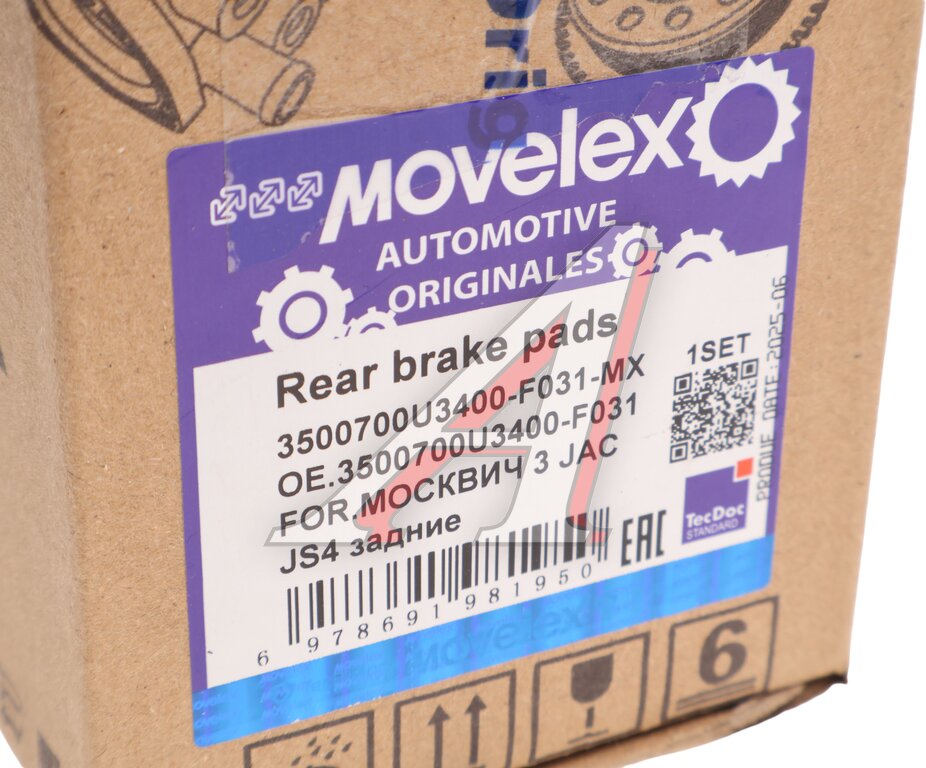 MOVelex
AUTOMOTIVE
ORIGINALES
Rear brake pads
3500700U3400-F031-MX
OE.3500700U3400-F031
FOR.МОСКВИЧ 3 JAC
JS4 задние
1SET
DATE:2025-06
TecDoc
STANDARD
EAC
6 978691 981950
MOVelex
6